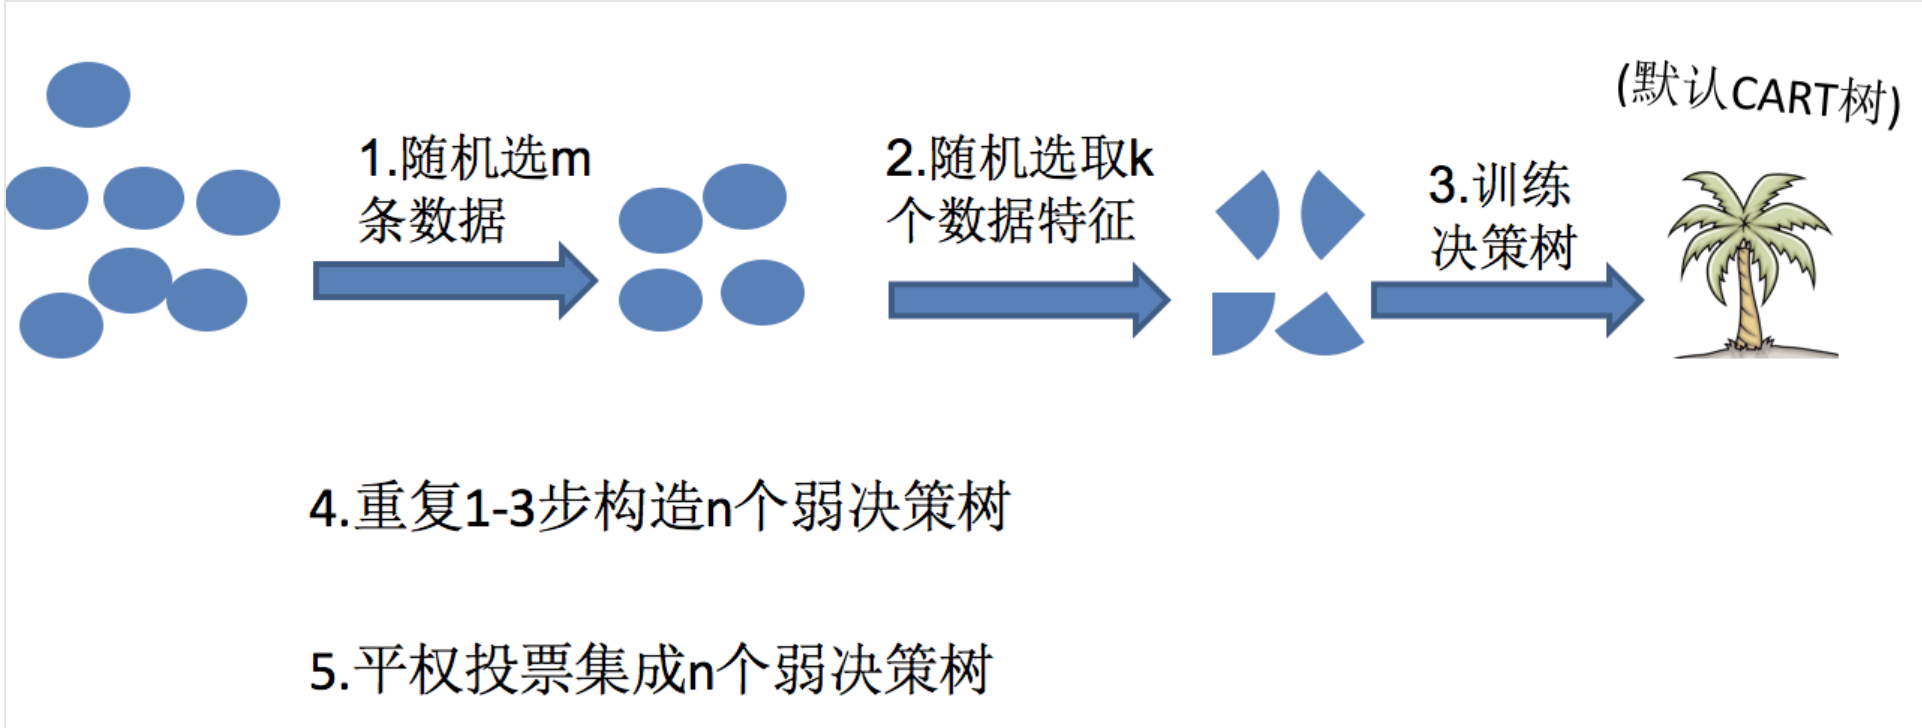 (默认CART树)
1.随机选m
条数据
2.随机选取k
个数据特征
3.训练
决策树
4.重复1-3步构造n个弱决策树
5.平权投票集成n个弱决策树